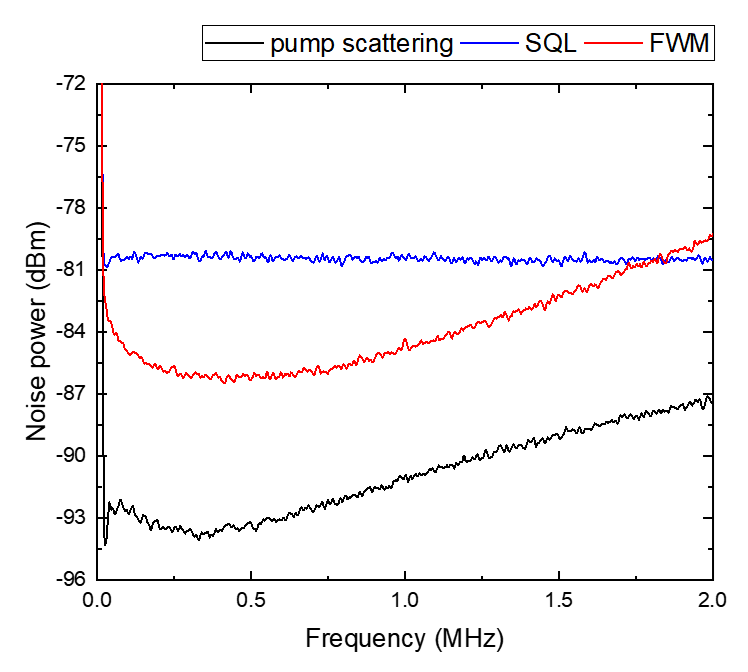 pump scattering SQL FWM
-72
-75
-78
-81
-84
-87
-90
-93
-96
Noise power (dBm)
0.0 0.5 1.0 1.5 2.0
Frequency (MHz)